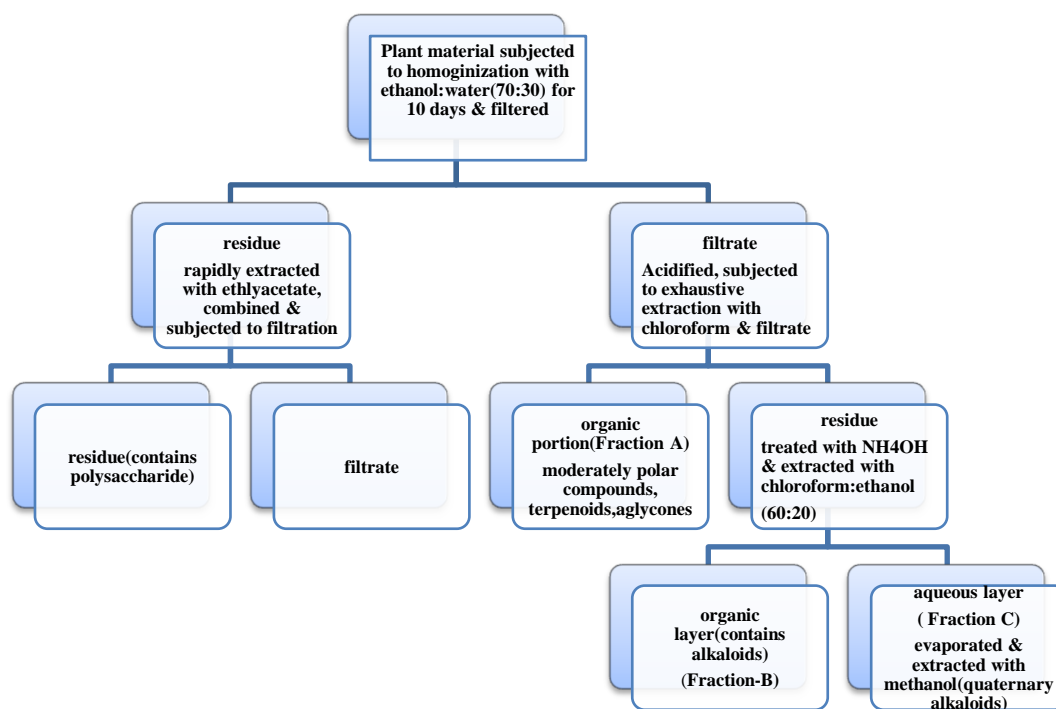 Plant material subjected
to homoginization with
ethanol:water(70:30) for
10 days & filtered
residue
rapidly extracted
with ethlyacetate,
combined &
subjected to filtration
filtrate
Acidified, subjected
to exhaustive
extraction with
chloroform & filtrate
residue(contains
polysaccharide)
filtrate
organic
portion(Fraction A)
moderately polar
compounds,
terpenoids,aglycones
residue
treated with NH4OH
& extracted with
chloroform:ethanol
(60:20)
organic
layer(contains
alkaloids)
(Fraction-B)
aqueous layer
( Fraction C)
evaporated &
extracted with
methanol(quaternary
alkaloids)